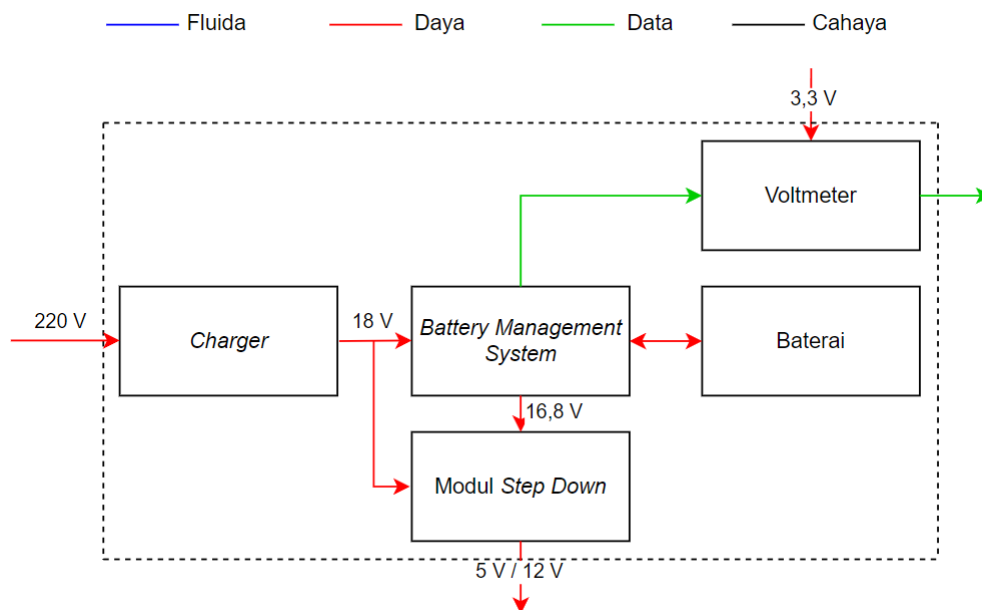 Fluida
Daya
Data
Cahaya
3,3 V
Voltmeter
220 V
Charger
18 V
Battery Management
System
Baterai
16,8 V
Modul Step Down
5 V / 12 V